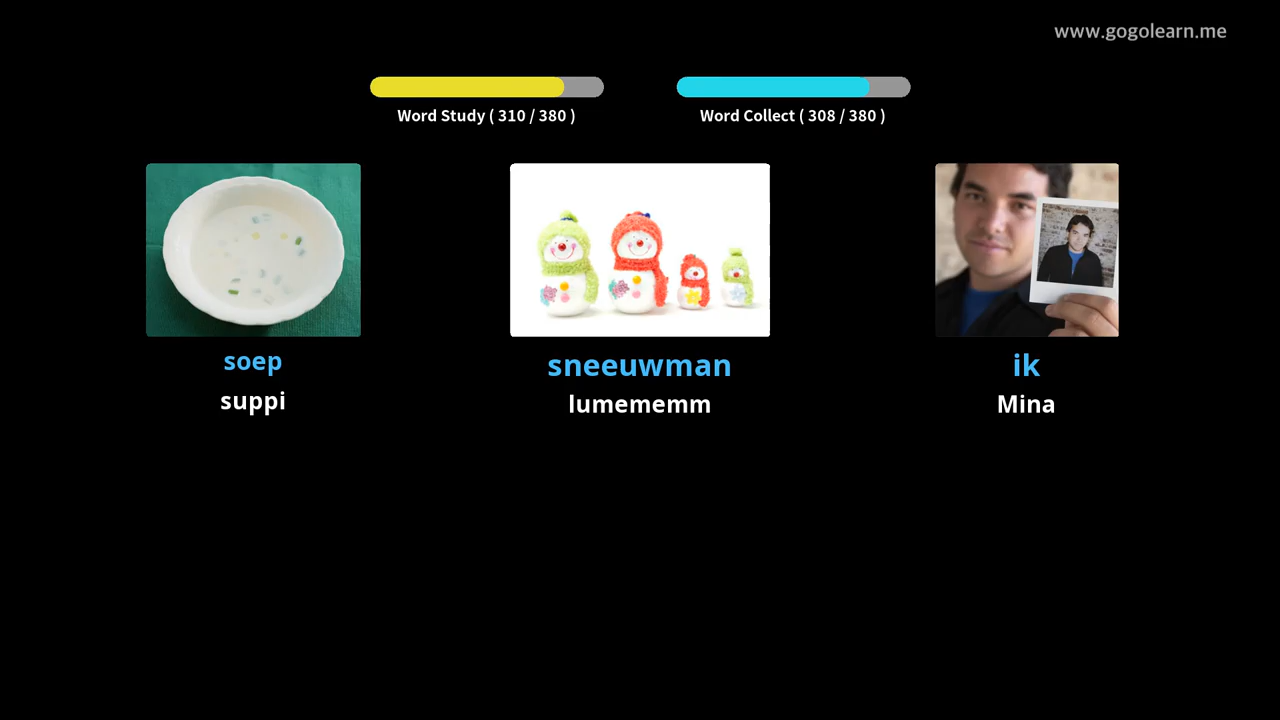 www.gogolearn.me
Word Study ( 310 / 380 )
Word Collect ( 308 / 380 )
soep
suppi
sneeuwman
lumememm
ik
Mina